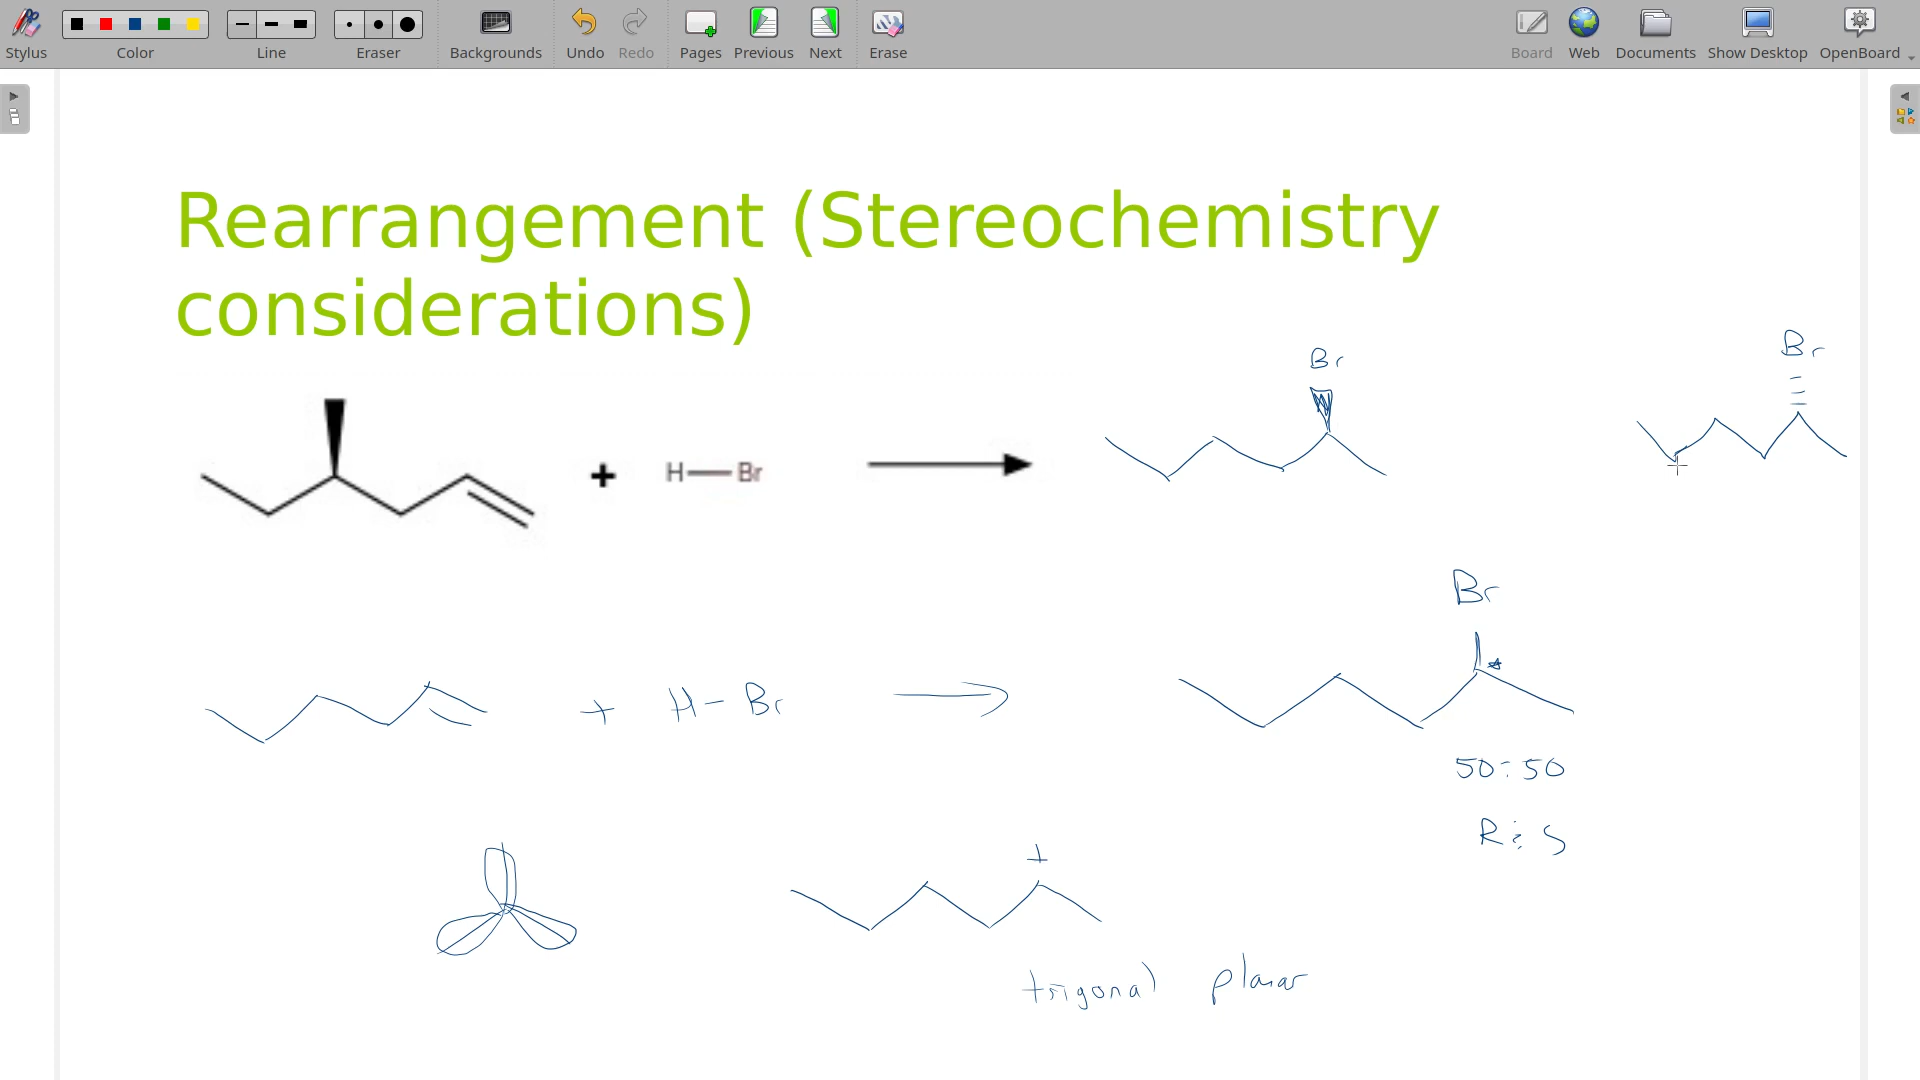 Stylus Color Line Eraser Backgrounds Undo Redo Pages Previous Next Erase Board Web Documents Show Desktop OpenBoard
Rearrangement (Stereochemistry
considerations)
Br Br
+ H Br
Br
+ H - Br Br
50:50
R : S
+
trigonal planar